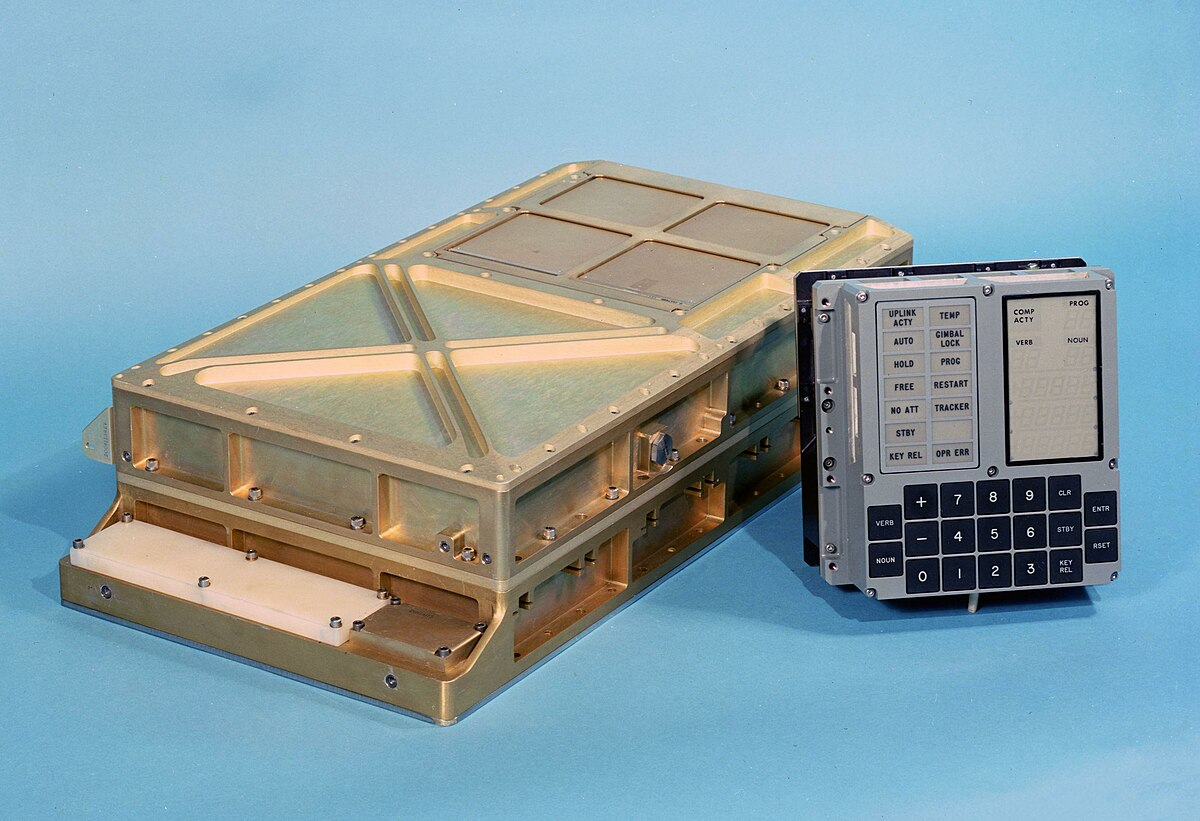 UPLINK
ACTY
TEMP
AUTO
GIMBAL
LOCK
HOLD
PROG
FREE
RESTART
NO ATT
TRACKER
STBY
KEY REL
OPR ERR
COMP
ACTY
PROG
VERB
NOUN
VERB
NOUN
+
7
8
9
CLR
ENTR
-
4
5
6
STBY
RSET
0
1
2
3
KEY
REL